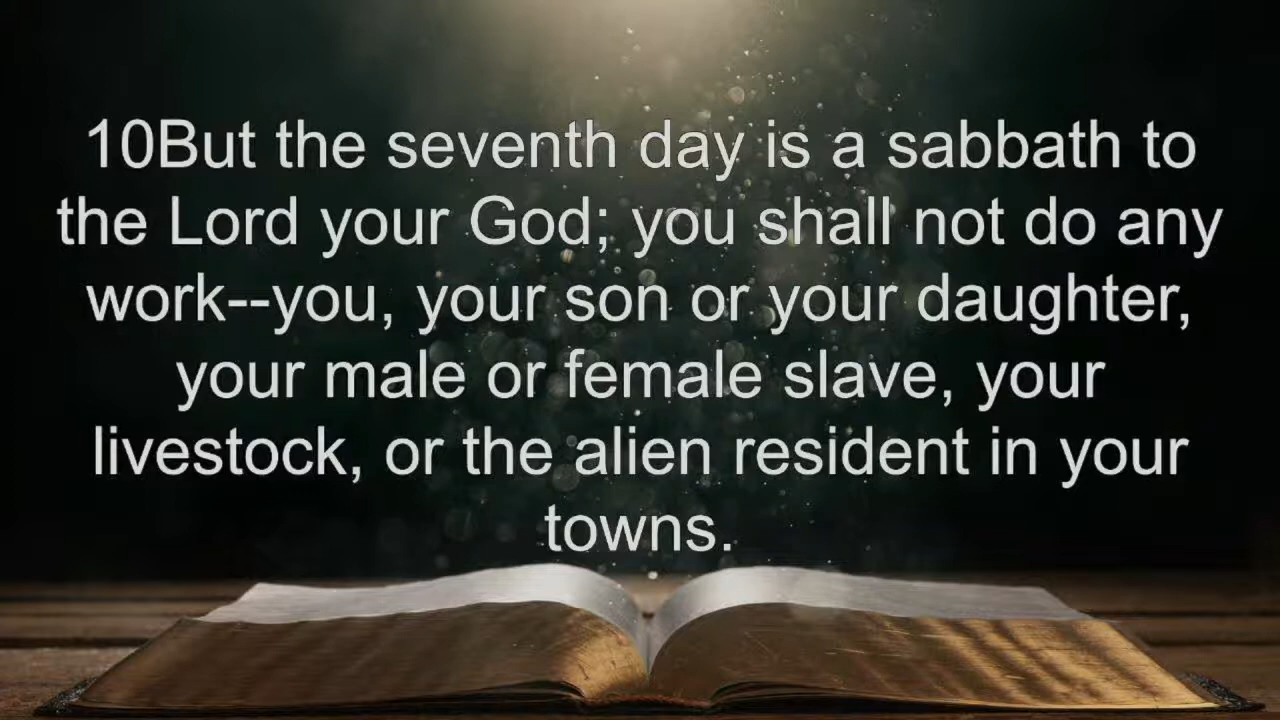 10But the seventh day is a sabbath to
the Lord your God; you shall not do any
work--you, your son or your daughter,
your male or female slave, your
livestock, or the alien resident in your
towns.